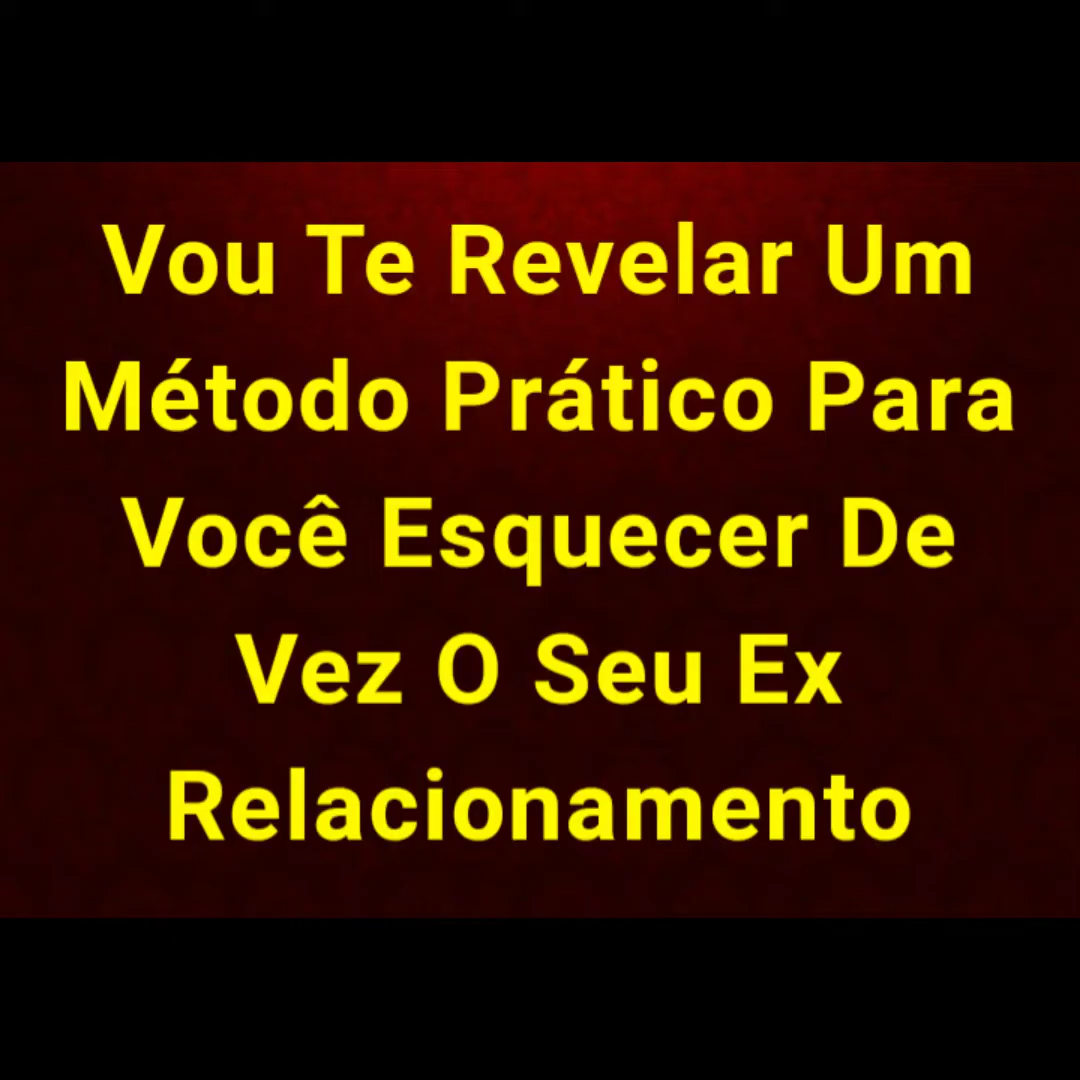 Vou Te Revelar Um
Método Prático Para
Você Esquecer De
Vez O Seu Ex
Relacionamento